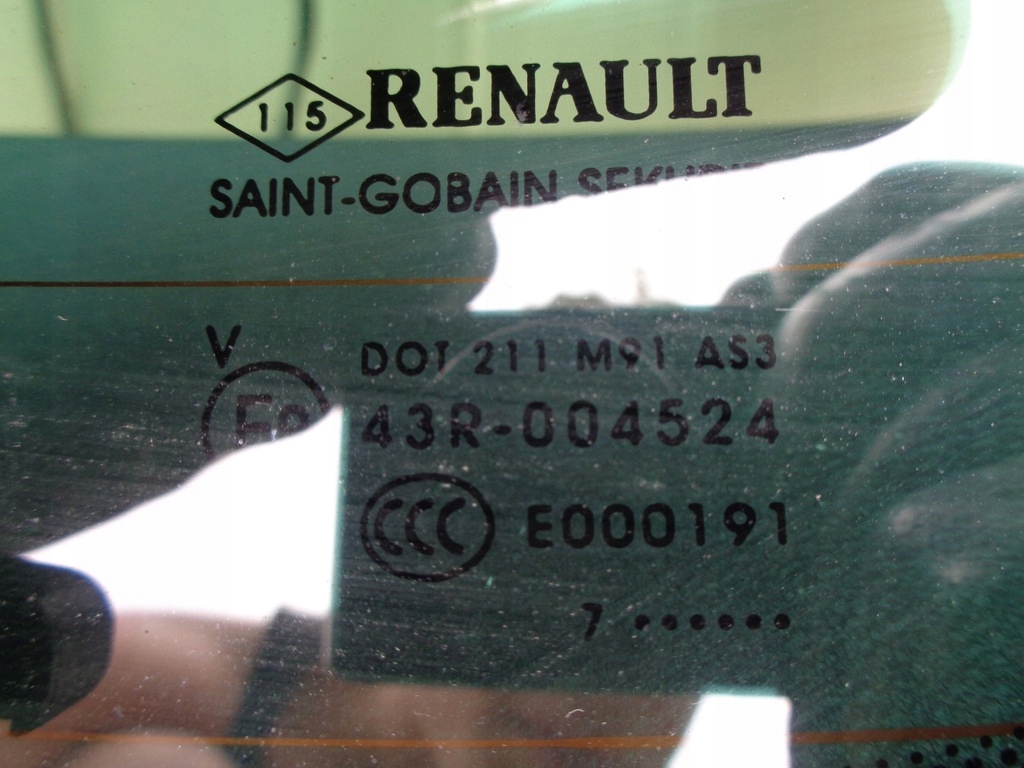 115 RENAULT
SAINT-GOBAIN
V
DOT 211 M91 AS3
43R-004524
CCC E000191
7 ••••••